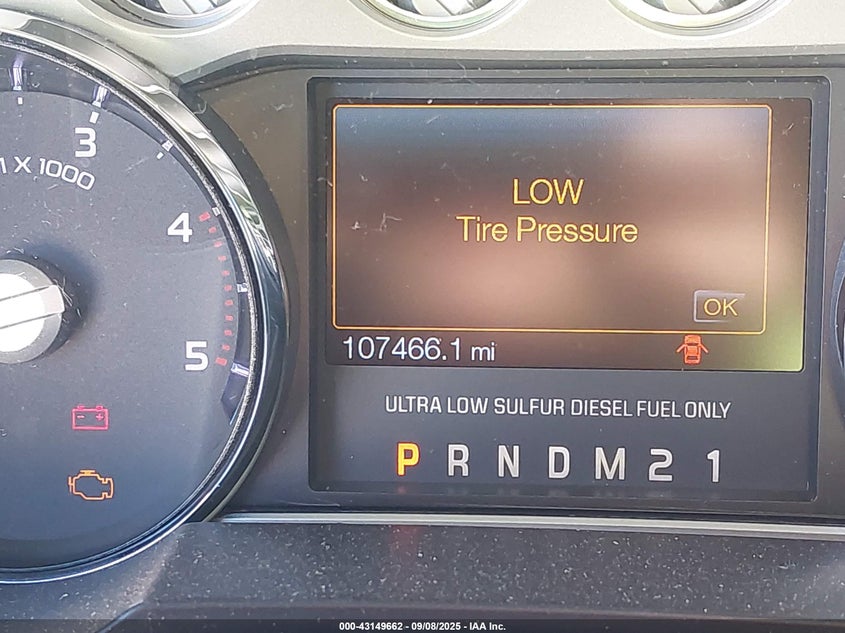 3
1 X 1000
4
5
LOW
Tire Pressure
OK
107466.1 mi
ULTRA LOW SULFUR DIESEL FUEL ONLY
P R N D M 2 1
000-43149662 - 09/08/2025 - IAA Inc.